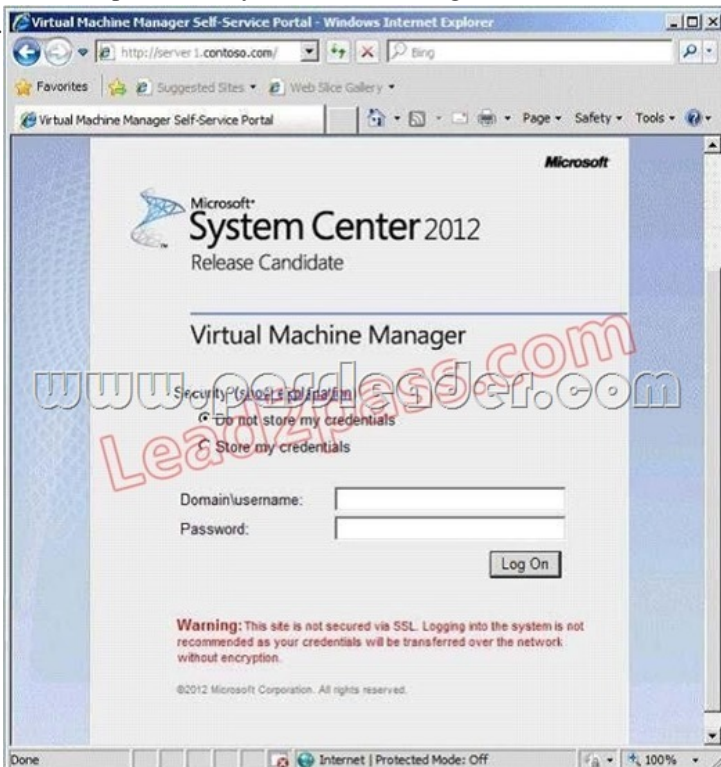 Virtual Machine Manager Self-Service Portal - Windows Internet Explorer
http://server1.contoso.com/
Bing
Favorites
Suggested Sites
Web Slice Gallery
Virtual Machine Manager Self-Service Portal
Page
Safety
Tools
Microsoft
Microsoft
System Center 2012
Release Candidate
Virtual Machine Manager
Security
Do not store my credentials
Store my credentials
Lead2pass.com
Domain\username:
Password:
Log On
Warning: This site is not secured via SSL. Logging into the system is not
recommended as your credentials will be transferred over the network
without encryption.
©2012 Microsoft Corporation. All rights reserved.
Done
Internet | Protected Mode: Off
100%